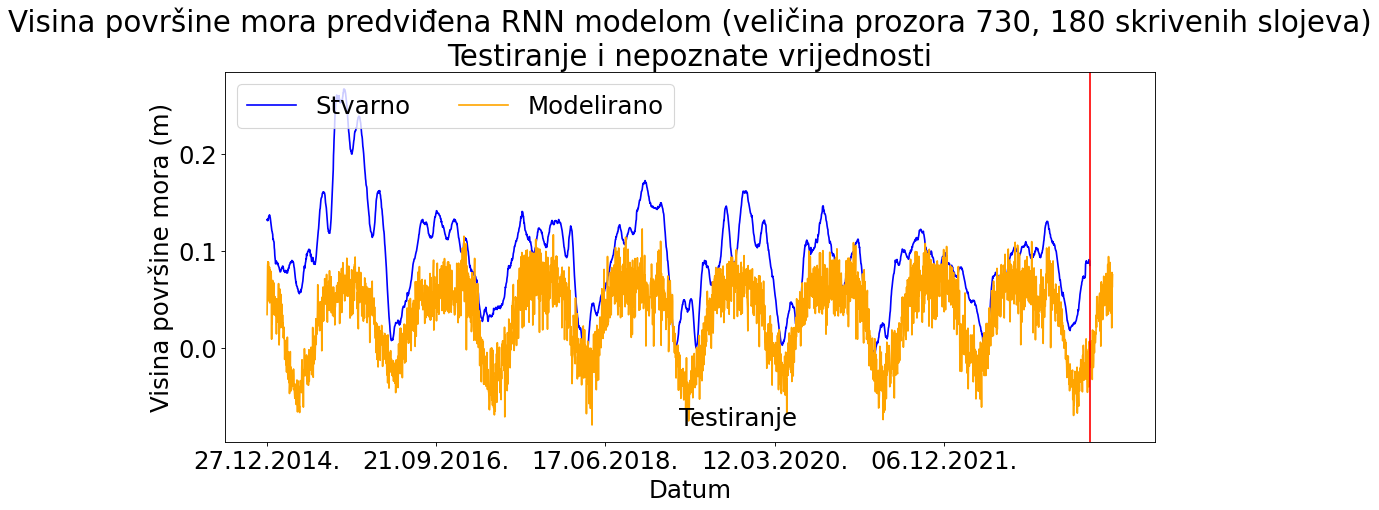 Visina površine mora predviđena RNN modelom (veličina prozora 730, 180 skrivenih slojeva)
Testiranje i nepoznate vrijednosti
Stvarno Modelirano
Visina površine mora (m)
0.2
0.1
0.0
Testiranje
27.12.2014. 21.09.2016. 17.06.2018. 12.03.2020. 06.12.2021.
Datum